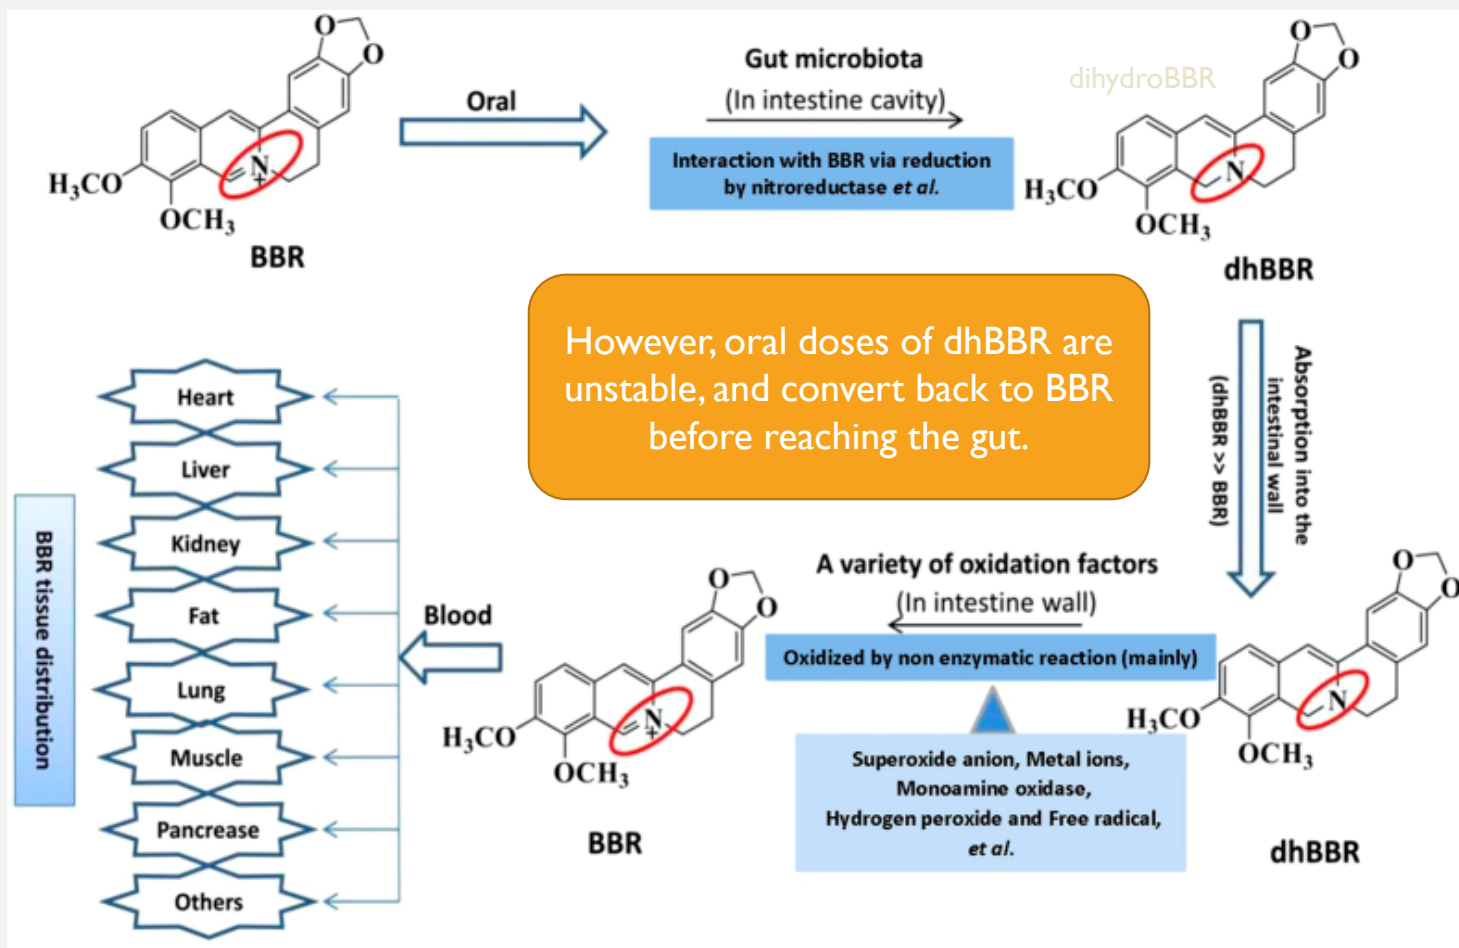 O
O
N
+
H₃CO
OCH₃
BBR
Oral
Gut microbiota
(In intestine cavity)
Interaction with BBR via reduction
by nitroreductase et al.
dihydroBBR
O
O
N
H₃CO
OCH₃
dhBBR
However, oral doses of dhBBR are
unstable, and convert back to BBR
before reaching the gut.
Absorption into the
intestinal wall
(dhBBR >> BBR)
O
O
N
H₃CO
OCH₃
dhBBR
A variety of oxidation factors
(In intestine wall)
Oxidized by non enzymatic reaction (mainly)
Superoxide anion, Metal ions,
Monoamine oxidase,
Hydrogen peroxide and Free radical,
et al.
O
O
N
+
H₃CO
OCH₃
BBR
Blood
Heart
Liver
Kidney
Fat
Lung
Muscle
Pancrease
Others
BBR tissue distribution